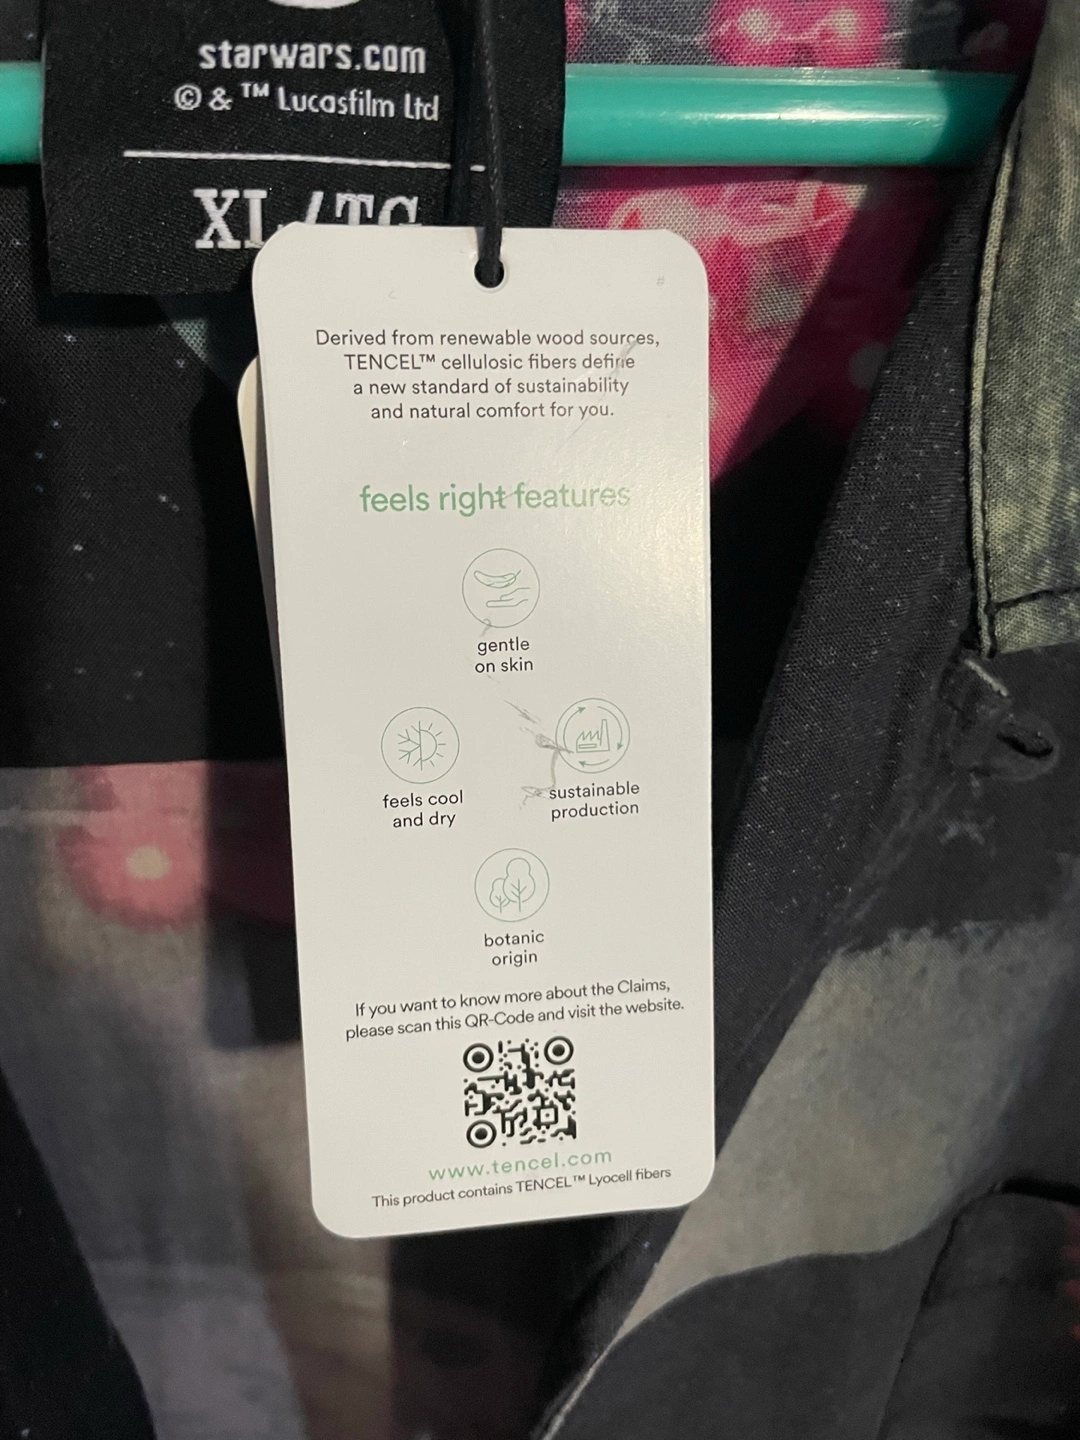 starwars.com
© & ™ Lucasfilm Ltd
XL/TG
Derived from renewable wood sources,
TENCEL™ cellulosic fibers define
a new standard of sustainability
and natural comfort for you.
feels right features
gentle
on skin
feels cool
and dry
sustainable
production
botanic
origin
If you want to know more about the Claims,
please scan this QR-Code and visit the website.
www.tencel.com
This product contains TENCEL™ Lyocell fibers